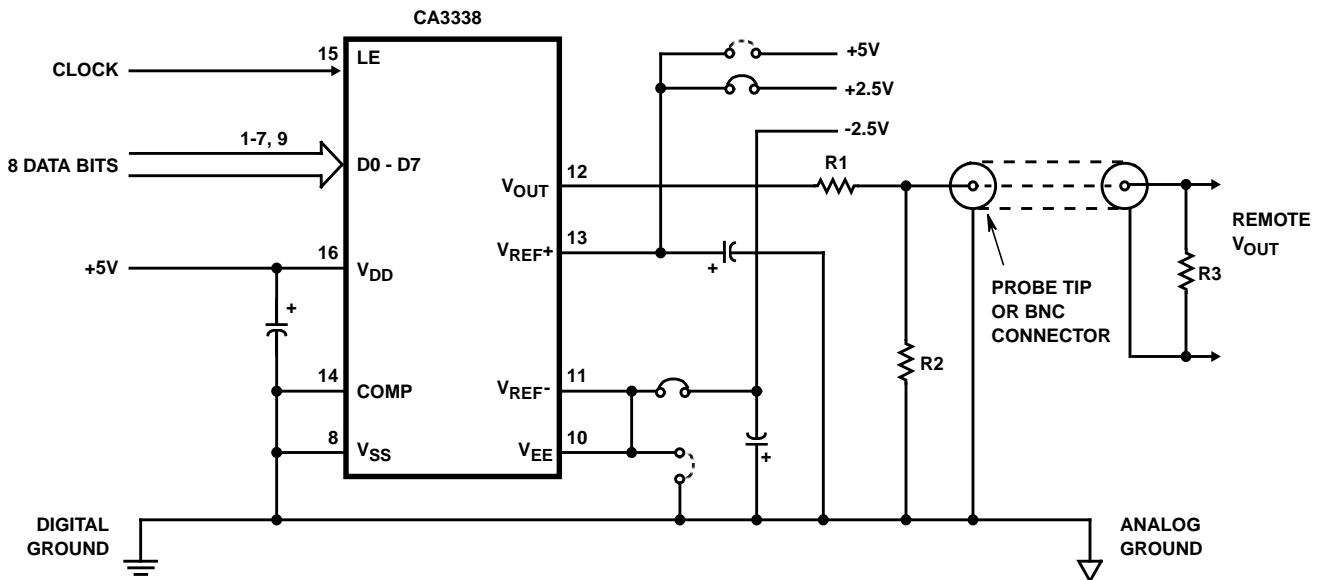 CA3338
CLOCK
15
LE
8 DATA BITS
1-7, 9
D0 - D7
+5V
16
VDD
14
COMP
8
VSS
VOUT
12
VREF+
13
VREF-
11
VEE
10
+5V
+2.5V
-2.5V
R1
R2
R3
+
+
+
PROBE TIP
OR BNC
CONNECTOR
REMOTE
VOUT
DIGITAL
GROUND
ANALOG
GROUND